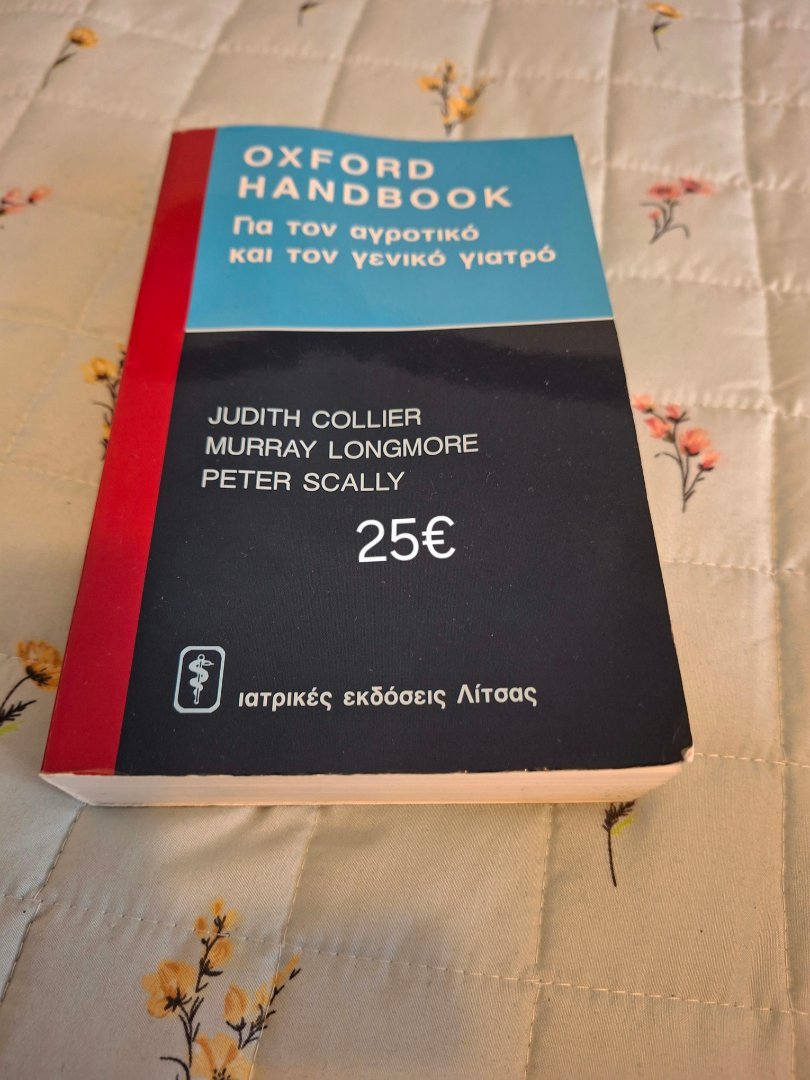 OXFORD
HANDBOOK
Για τον αγροτικό
και τον γενικό γιατρό
JUDITH COLLIER
MURRAY LONGMORE
PETER SCALLY
25€
ιατρικές εκδόσεις Λίτσας